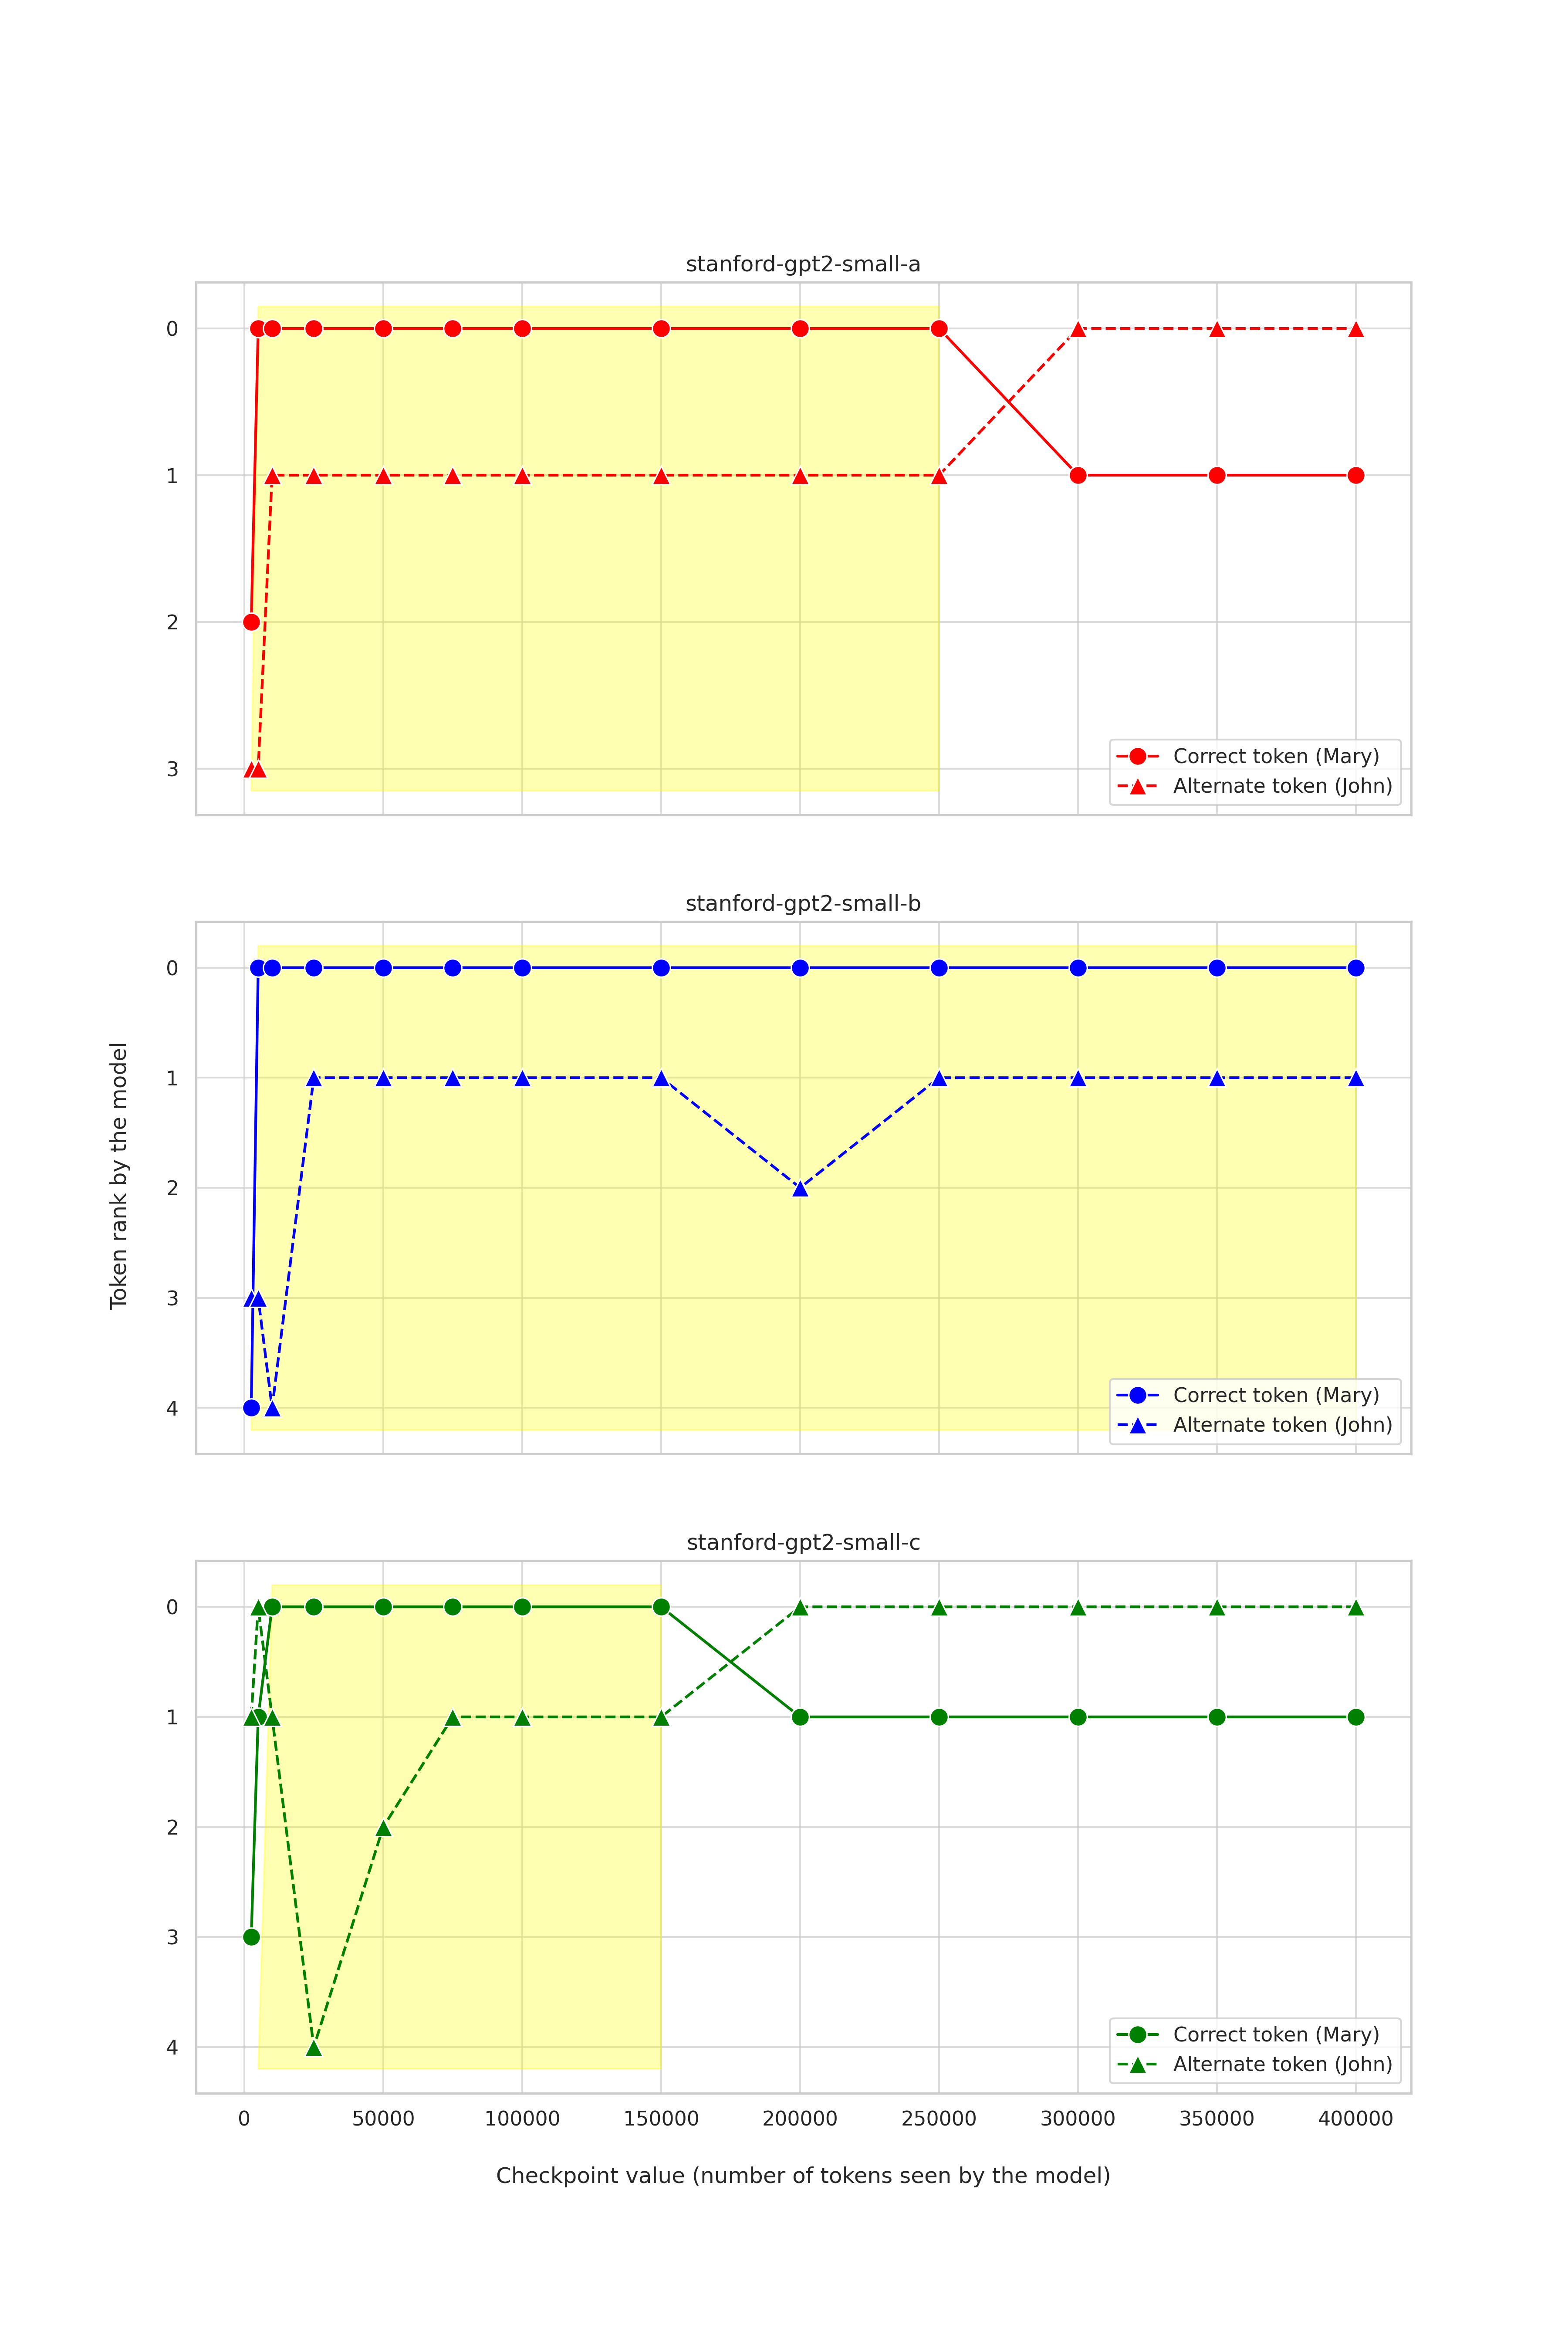 stanford-gpt2-small-a
0
1
2
3
Correct token (Mary)
Alternate token (John)
stanford-gpt2-small-b
Token rank by the model
0
1
2
3
4
Correct token (Mary)
Alternate token (John)
stanford-gpt2-small-c
0
1
2
3
4
Correct token (Mary)
Alternate token (John)
0 50000 100000 150000 200000 250000 300000 350000 400000
Checkpoint value (number of tokens seen by the model)